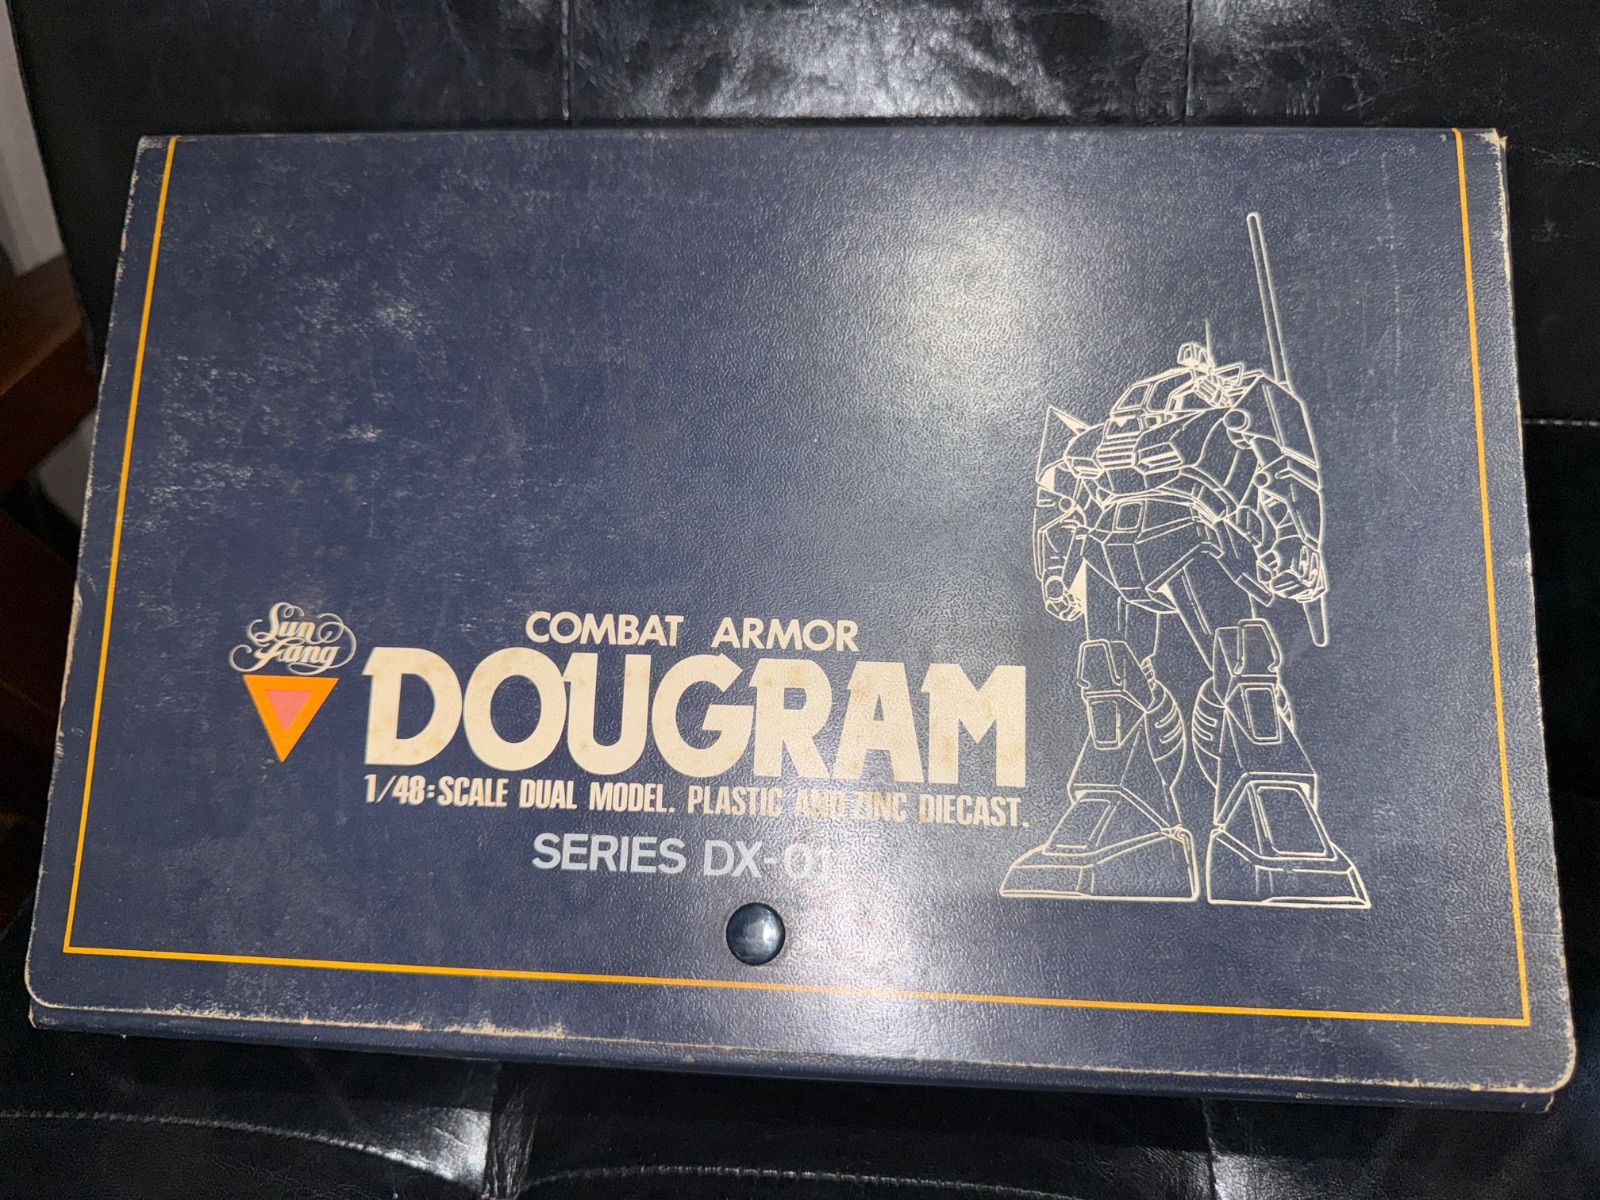 Sun
Fang
COMBAT ARMOR
DOUGRAM
1/48:SCALE DUAL MODEL. PLASTIC AND ZINC DIECAST.
SERIES DX-01